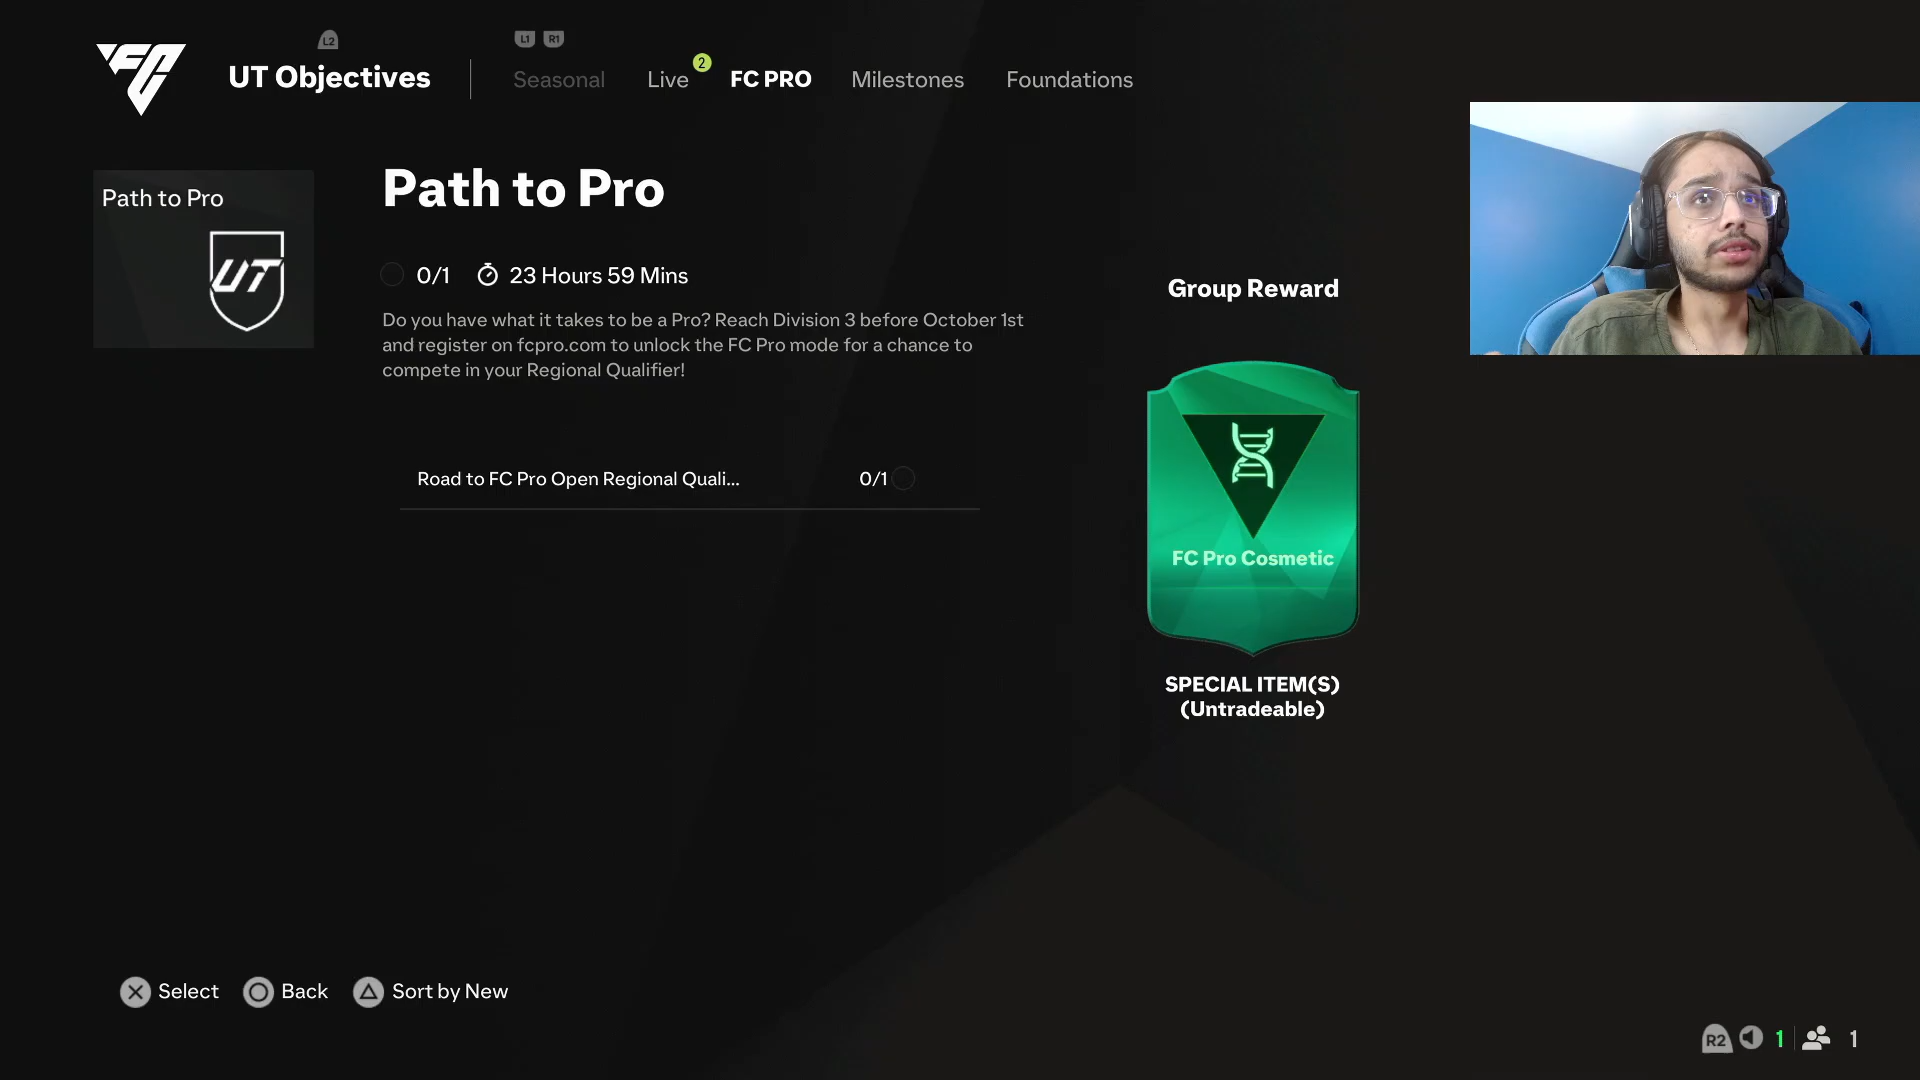 L2
L1 R1
FC
UT Objectives
Seasonal
Live
2
FC PRO
Milestones
Foundations
Path to Pro
UT
Path to Pro
0/1
23 Hours 59 Mins
Do you have what it takes to be a Pro? Reach Division 3 before October 1st
and register on fcpro.com to unlock the FC Pro mode for a chance to
compete in your Regional Qualifier!
Road to FC Pro Open Regional Quali...
0/1
Group Reward
FC Pro Cosmetic
SPECIAL ITEM(S)
(Untradeable)
Select
Back
Sort by New
R2
1
1